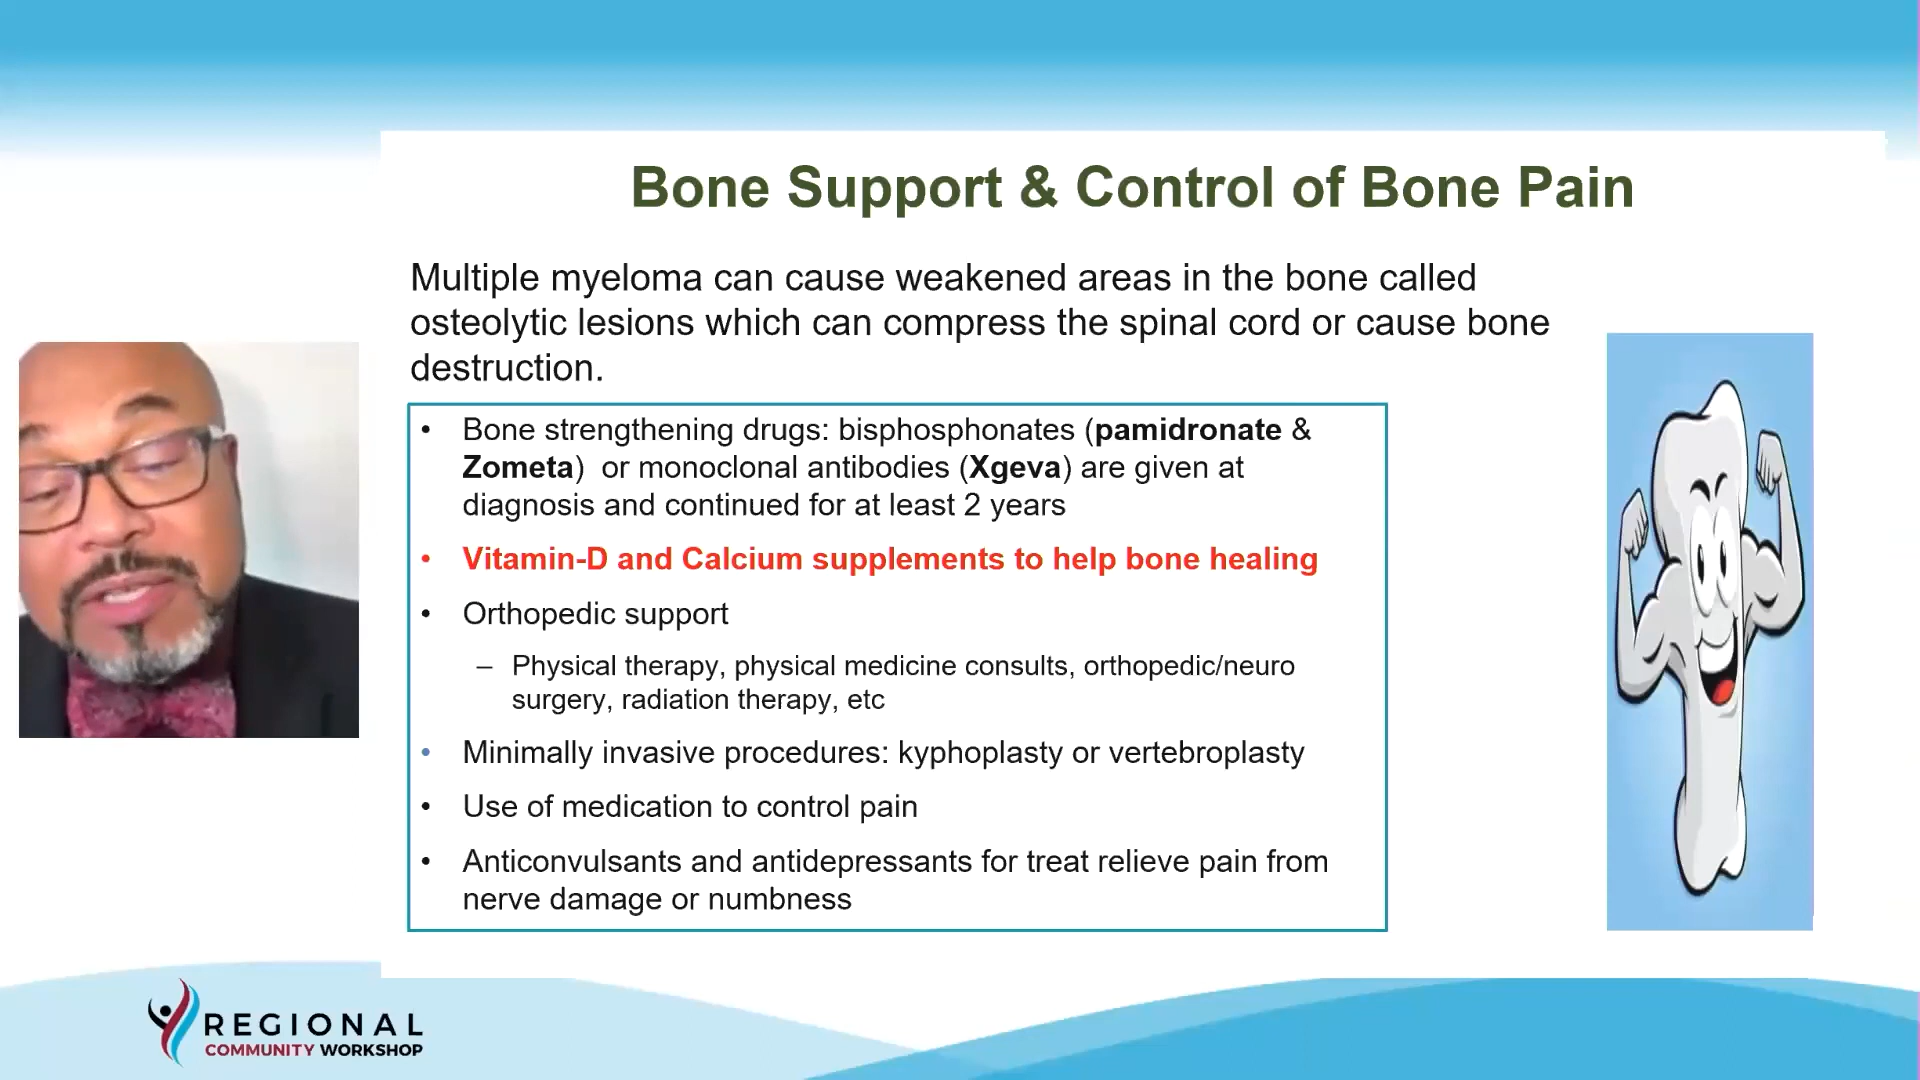 Bone Support & Control of Bone Pain
Multiple myeloma can cause weakened areas in the bone called
osteolytic lesions which can compress the spinal cord or cause bone
destruction.
• Bone strengthening drugs: bisphosphonates (pamidronate &
Zometa) or monoclonal antibodies (Xgeva) are given at
diagnosis and continued for at least 2 years
• Vitamin-D and Calcium supplements to help bone healing
• Orthopedic support
– Physical therapy, physical medicine consults, orthopedic/neuro
surgery, radiation therapy, etc
• Minimally invasive procedures: kyphoplasty or vertebroplasty
• Use of medication to control pain
• Anticonvulsants and antidepressants for treat relieve pain from
nerve damage or numbness
REGIONAL
COMMUNITY WORKSHOP